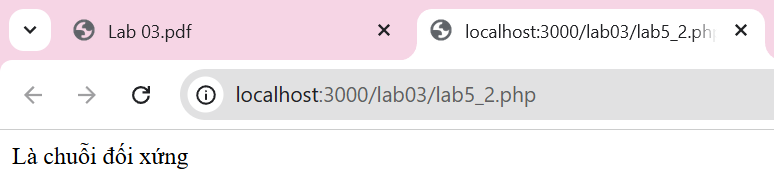 Lab 03.pdf
localhost:3000/lab03/lab5_2.php
localhost:3000/lab03/lab5_2.php
Là chuỗi đối xứng